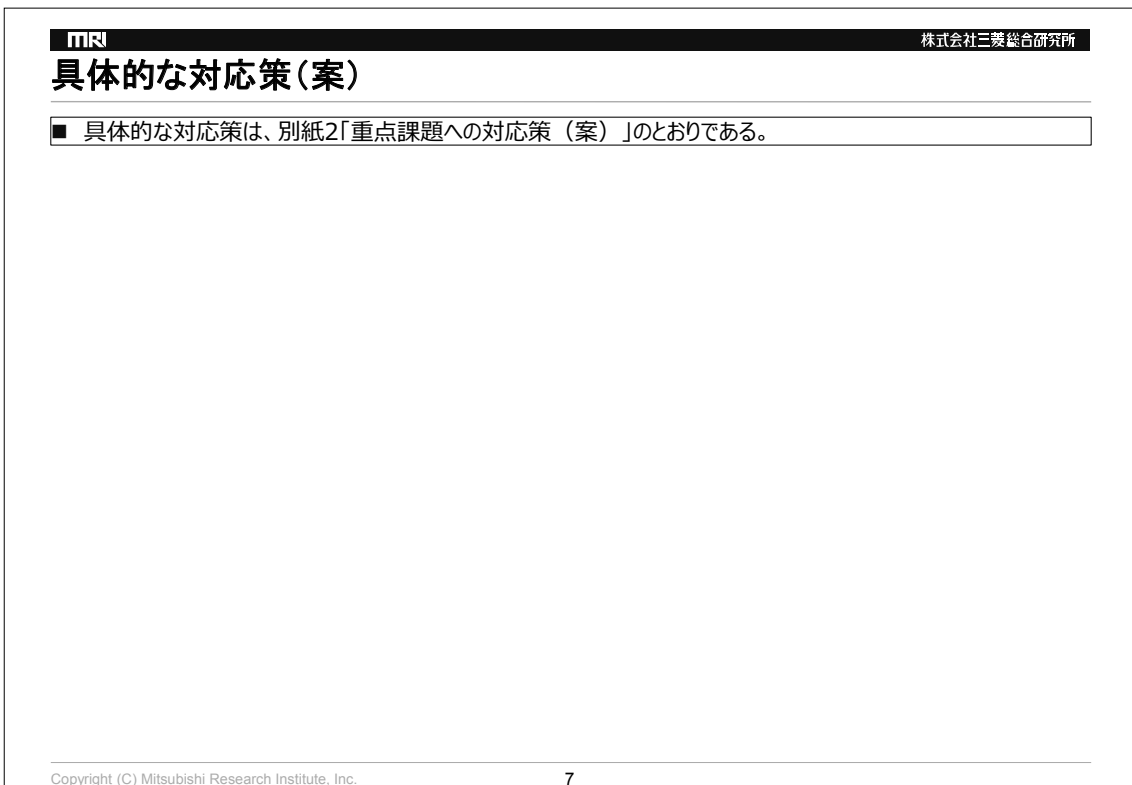 MRI
株式会社三菱総合研究所
具体的な対応策(案)
■ 具体的な対応策は、別紙2「重点課題への対応策（案）」のとおりである。
Copyright (C) Mitsubishi Research Institute, Inc.
7